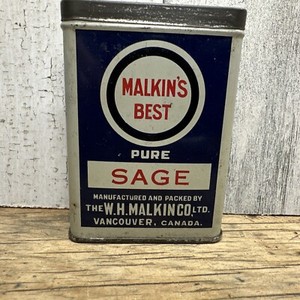 MALKIN'S
BEST
PURE
SAGE
MANUFACTURED AND PACKED BY
THE W.H. MALKIN CO. LTD.
VANCOUVER, CANADA.